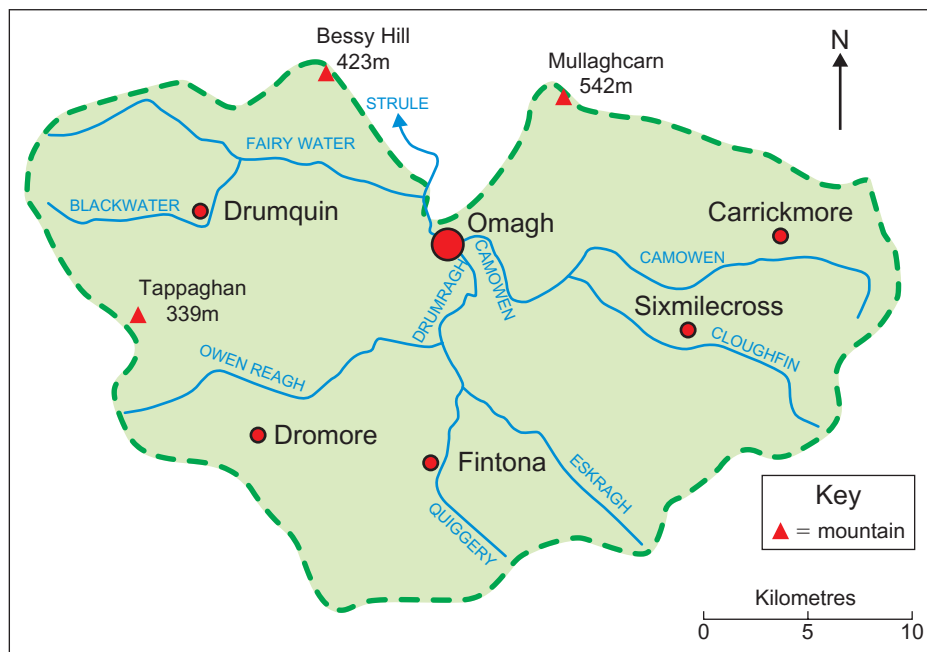 Bessy Hill
423m
Mullaghcarn
542m
N
STRULE
FAIRY WATER
BLACKWATER
Drumquin
Omagh
Carrickmore
CAMOWEN
CAMOWEN
Tappaghan
339m
DRUMRAGH
Sixmilecross
CLOUGHFIN
OWEN REAGH
Dromore
Fintona
ESKRAGH
QUIGGERY
Key
= mountain
Kilometres
0 5 10